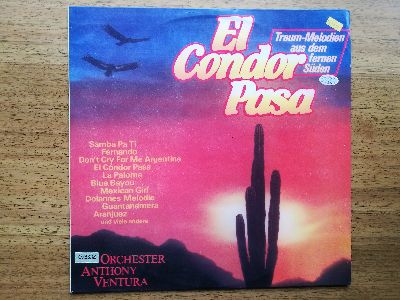 El
Condor
Pasa
Traum-Melodien
aus dem
fernen
Süden
Samba Pa Ti
Fernando
Don't Cry For Me Argentina
El Condor Pasa
La Paloma
Blue Bayou
Mexican Girl
Dolannes Melodie
Guantanamera
Aranjuez
und viele andere
Orchester
Anthony
Ventura